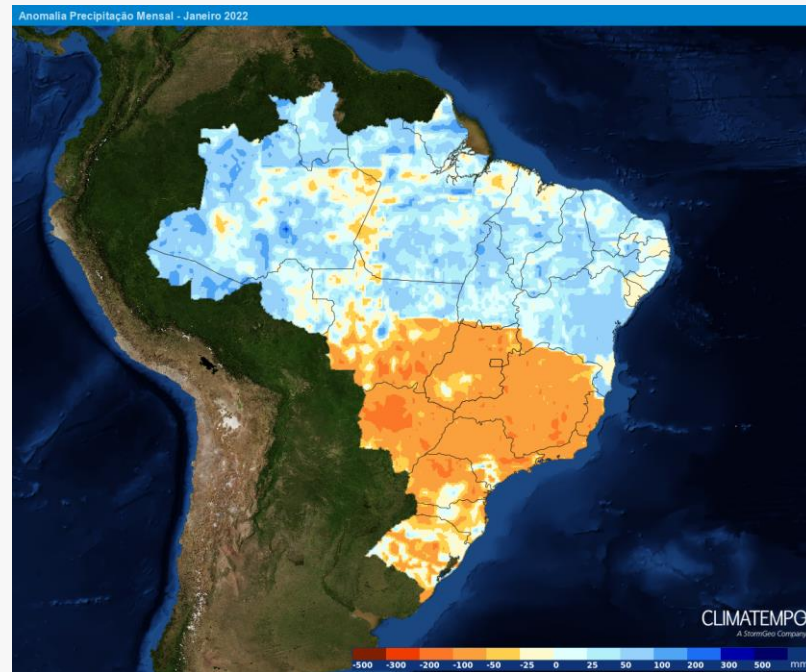 Anomalia Precipitação Mensal - Janeiro 2022
CLIMATEMPO
A StormGeo Company
-500 -300 -200 -100 -50 -25 0 25 50 100 200 300 500 mm